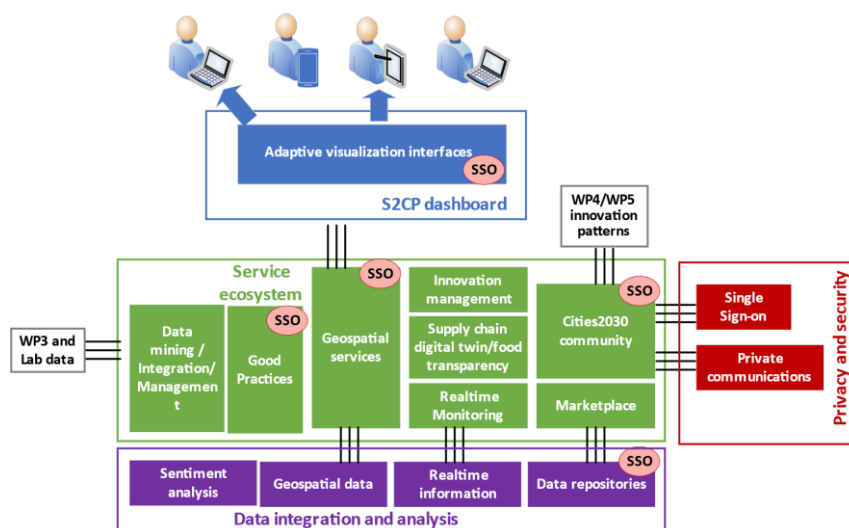 Adaptive visualization interfaces
SSO
S2CP dashboard
WP4/WP5
innovation
patterns
Service
ecosystem
SSO
Innovation
management
SSO
Data
mining /
Integration/
Managemen
t
SSO
Good
Practices
Geospatial
services
Supply chain
digital twin/food
transparency
Cities2030
community
Realtime
Monitoring
Marketplace
WP3 and
Lab data
Single
Sign-on
Private
communications
Privacy and security
Sentiment
analysis
Geospatial data
Realtime
information
SSO
Data repositories
Data integration and analysis